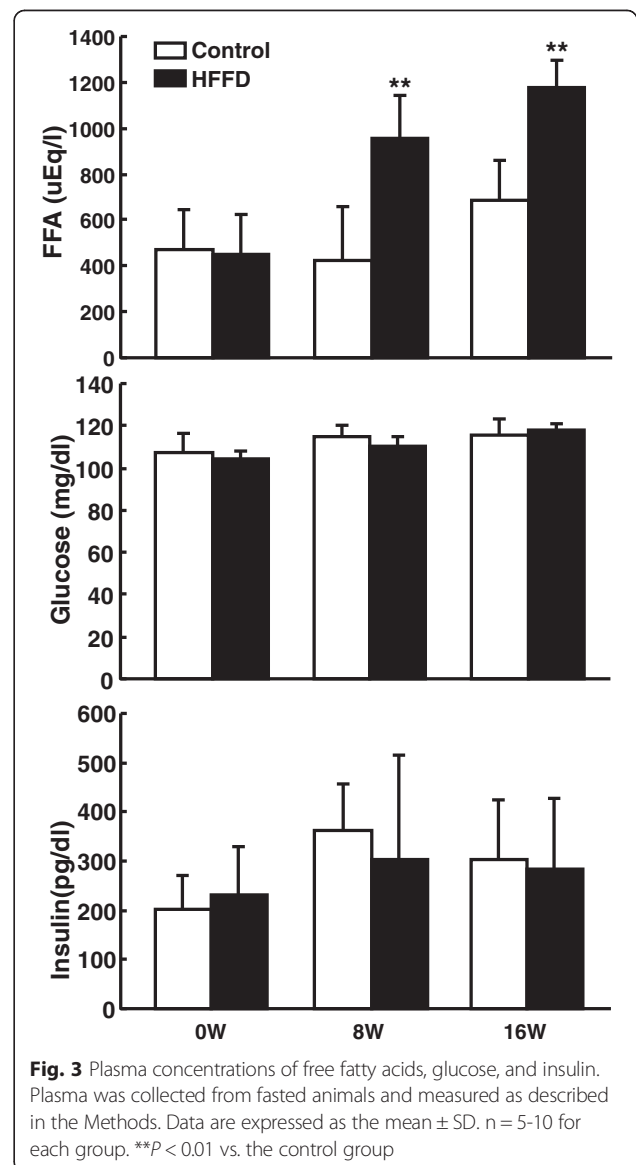 1400
Control
**
HFFD
**
1200
1000
800
600
400
200
0
FFA (uEq/l)
140
120
100
80
60
40
20
0
Glucose (mg/dl)
600
500
400
300
200
100
0
Insulin(pg/dl)
0W 8W 16W
Fig. 3 Plasma concentrations of free fatty acids, glucose, and insulin.
Plasma was collected from fasted animals and measured as described
in the Methods. Data are expressed as the mean ± SD. n = 5-10 for
each group. **P < 0.01 vs. the control group